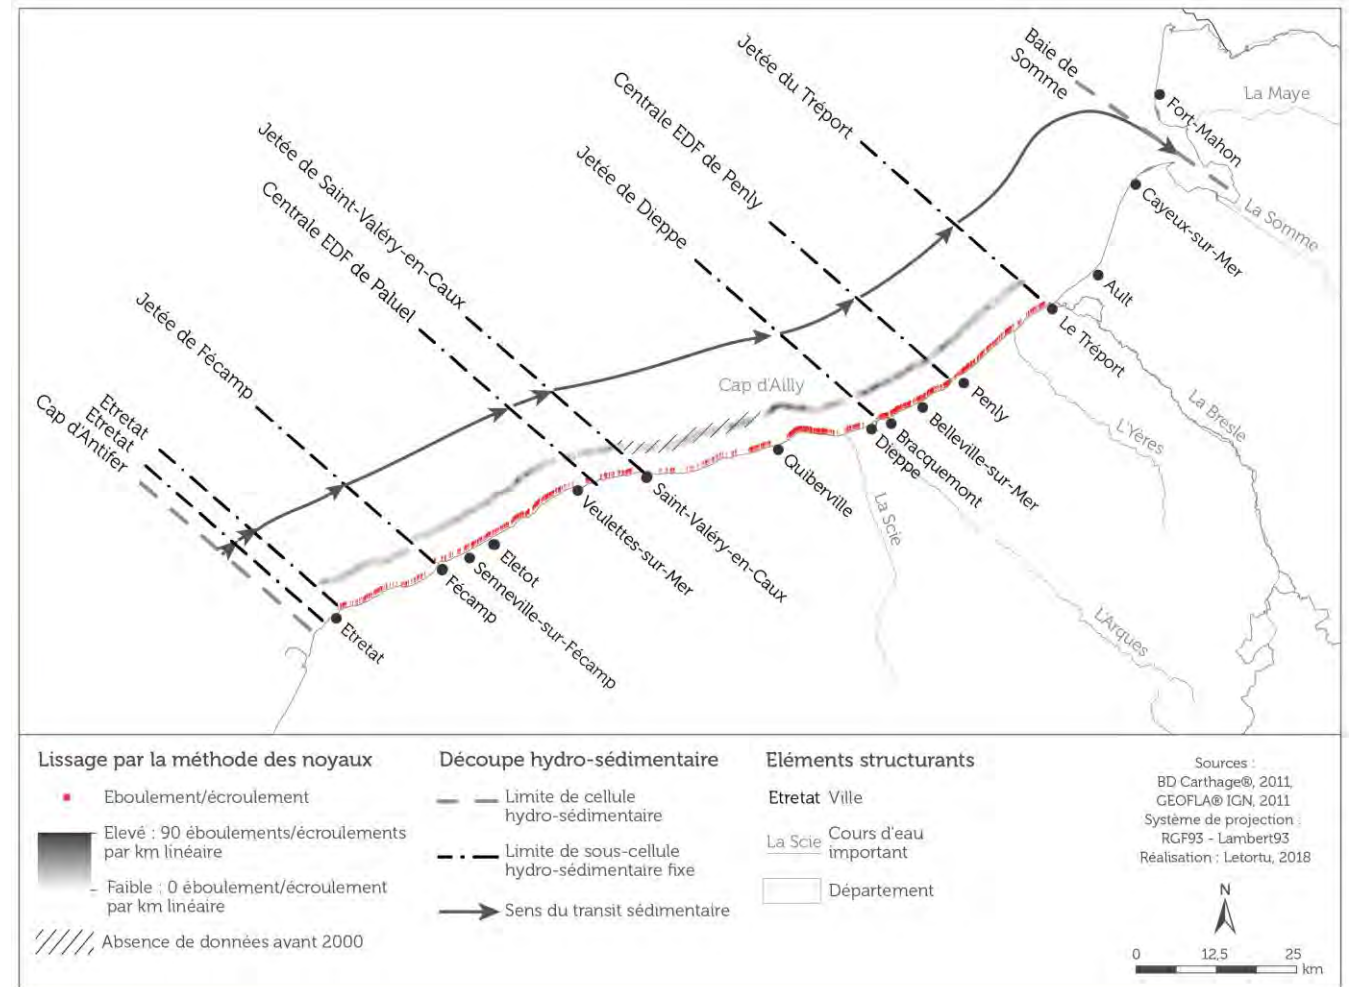 Baie de
Somme
Jetée du Tréport
Centrale EDF de Penly
Jetée de Dieppe
Jetée de Saint-Valéry-en-Caux
Centrale EDF de Paluel
Jetée de Fécamp
Etretat
Etretat
Cap d'Antifer
La Maye
Fort-Mahon
La Somme
Cayeux-sur-Mer
Ault
Le Tréport
La Bresle
L'Yères
Cap d'Ailly
Penly
Belleville-sur-Mer
Bracquemont
Dieppe
Quiberville
La Scie
L'Arques
Saint-Valéry-en-Caux
Veulettes-sur-Mer
Eletot
Senneville-sur-Fécamp
Fécamp
Etretat
Lissage par la méthode des noyaux
Eboulement/écroulement
Elevé : 90 éboulements/écroulements
par km linéaire
Faible : 0 éboulement/écroulement
par km linéaire
Absence de données avant 2000
Découpe hydro-sédimentaire
Limite de cellule
hydro-sédimentaire
Limite de sous-cellule
hydro-sédimentaire fixe
Sens du transit sédimentaire
Eléments structurants
Etretat Ville
La Scie Cours d'eau
important
Département
Sources :
BD Carthage®, 2011,
GEOFLA® IGN, 2011
Système de projection :
RGF93 - Lambert93
Réalisation : Letortu, 2018
N
0 12,5 25
km